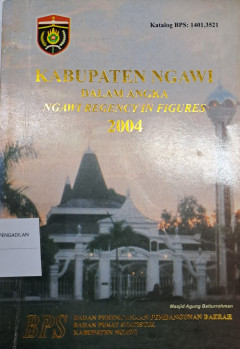 Katalog BPS: 1401.3521
KABUPATEN NGAWI
DALAM ANGKA
NGAWI REGENCY IN FIGURES
2004
PENGADILAN
Masjid Agung Baiturrahman
BPS
BADAN PERENCANAAN PEMBANGUNAN DAERAH
BADAN PUSAT STATISTIK
KABUPATEN NGAWI